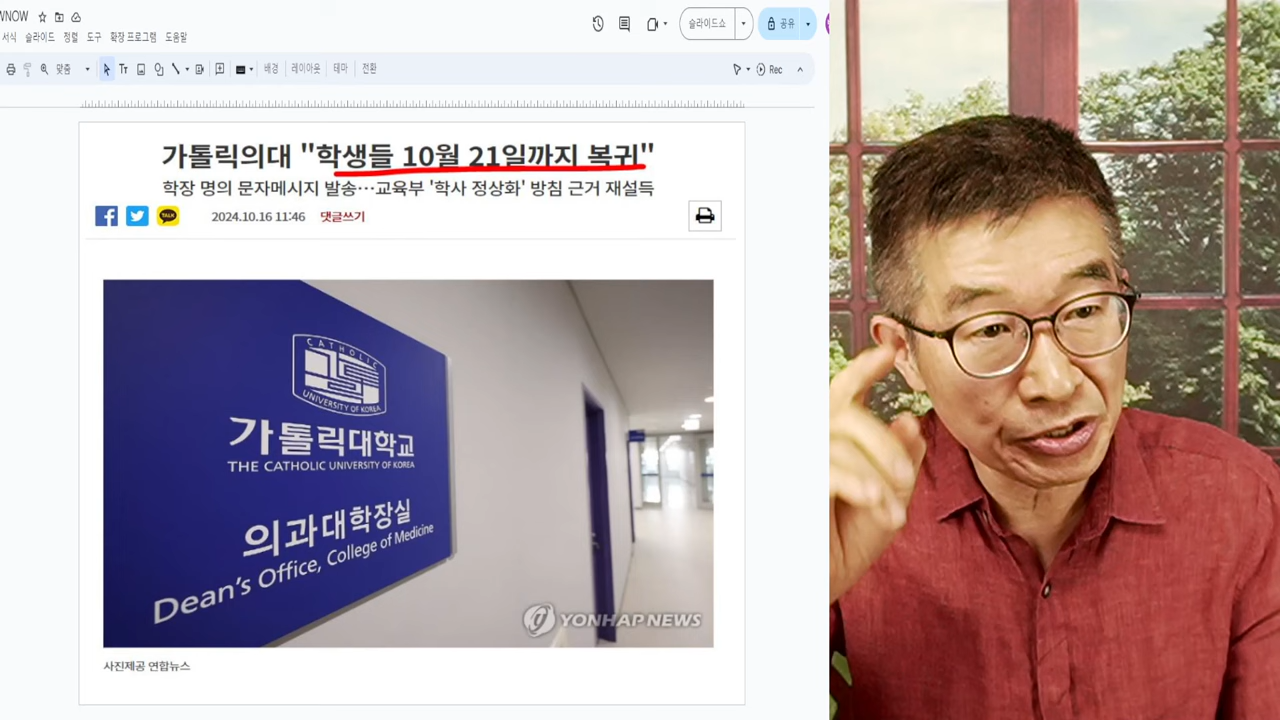 WNOW
슬라이드쇼
공유
서식 슬라이드 정렬 도구 확장 프로그램 도움말
맞춤
Tт
배경 레이아웃 테마 전환
Rec
가톨릭의대 "학생들 10월 21일까지 복귀"
학장 명의 문자메시지 발송…교육부 '학사 정상화' 방침 근거 재설득
TALK
2024.10.16 11:46 댓글쓰기
CATHOLIC
UNIVERSITY OF KOREA
가톨릭대학교
THE CATHOLIC UNIVERSITY OF KOREA
의과대학장실
Dean's Office, College of Medicine
YONHAP NEWS
사진제공 연합뉴스